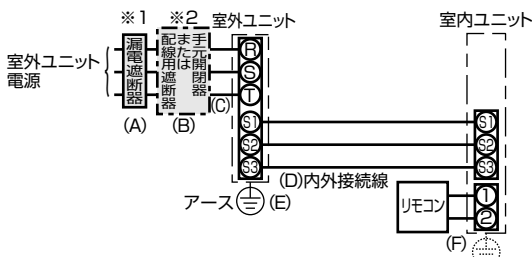 ※1
※2
室外ユニット
室内ユニット
室外ユニット
電源
漏電遮断器
配線用遮断器
または
手元開閉器
(A)
(B)
(C)
R
S
T
S1
S2
S3
S1
S2
S3
(D)内外接続線
アース
(E)
リモコン
1
2
(F)